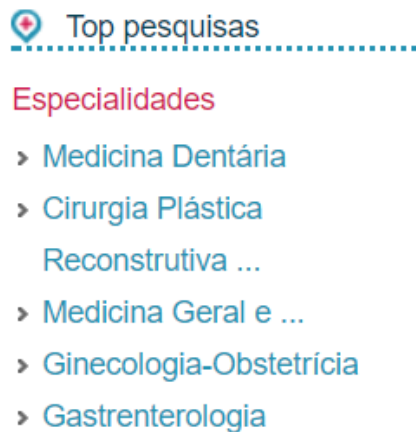 Top pesquisas
Especialidades
Medicina Dentária
Cirurgia Plástica
Reconstrutiva ...
Medicina Geral e ...
Ginecologia-Obstetrícia
Gastrenterologia